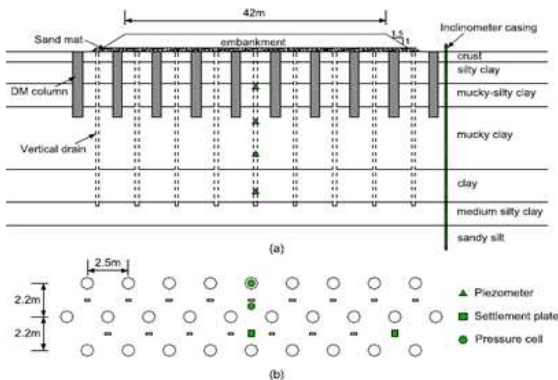 42m
Inclinometer casing
Sand mat
1.5
1
embankment
crust
silty clay
DM column
mucky-silty clay
mucky clay
Vertical drain
clay
medium silty clay
(a)
sandy silt
2.5m
2.2m
Piezometer
Settlement plate
2.2m
Pressure cell
(b)